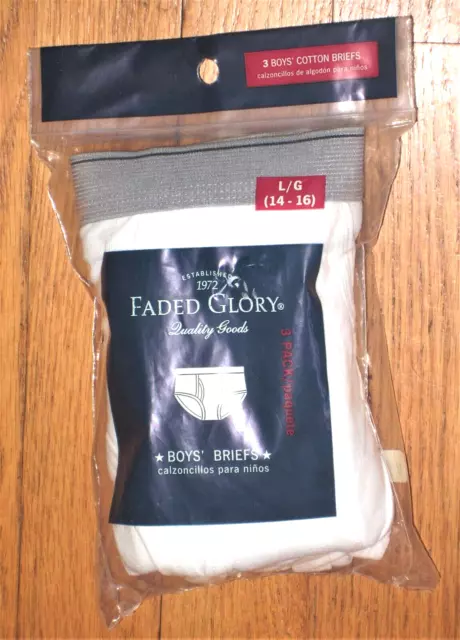 3 BOYS' COTTON BRIEFS
calzoncillos de algodón para niños
L/G
(14 - 16)
ESTABLISHED
1972
FADED GLORY®
Quality Goods
3 PACK-paquete
★ BOYS' BRIEFS ★
calzoncillos para niños